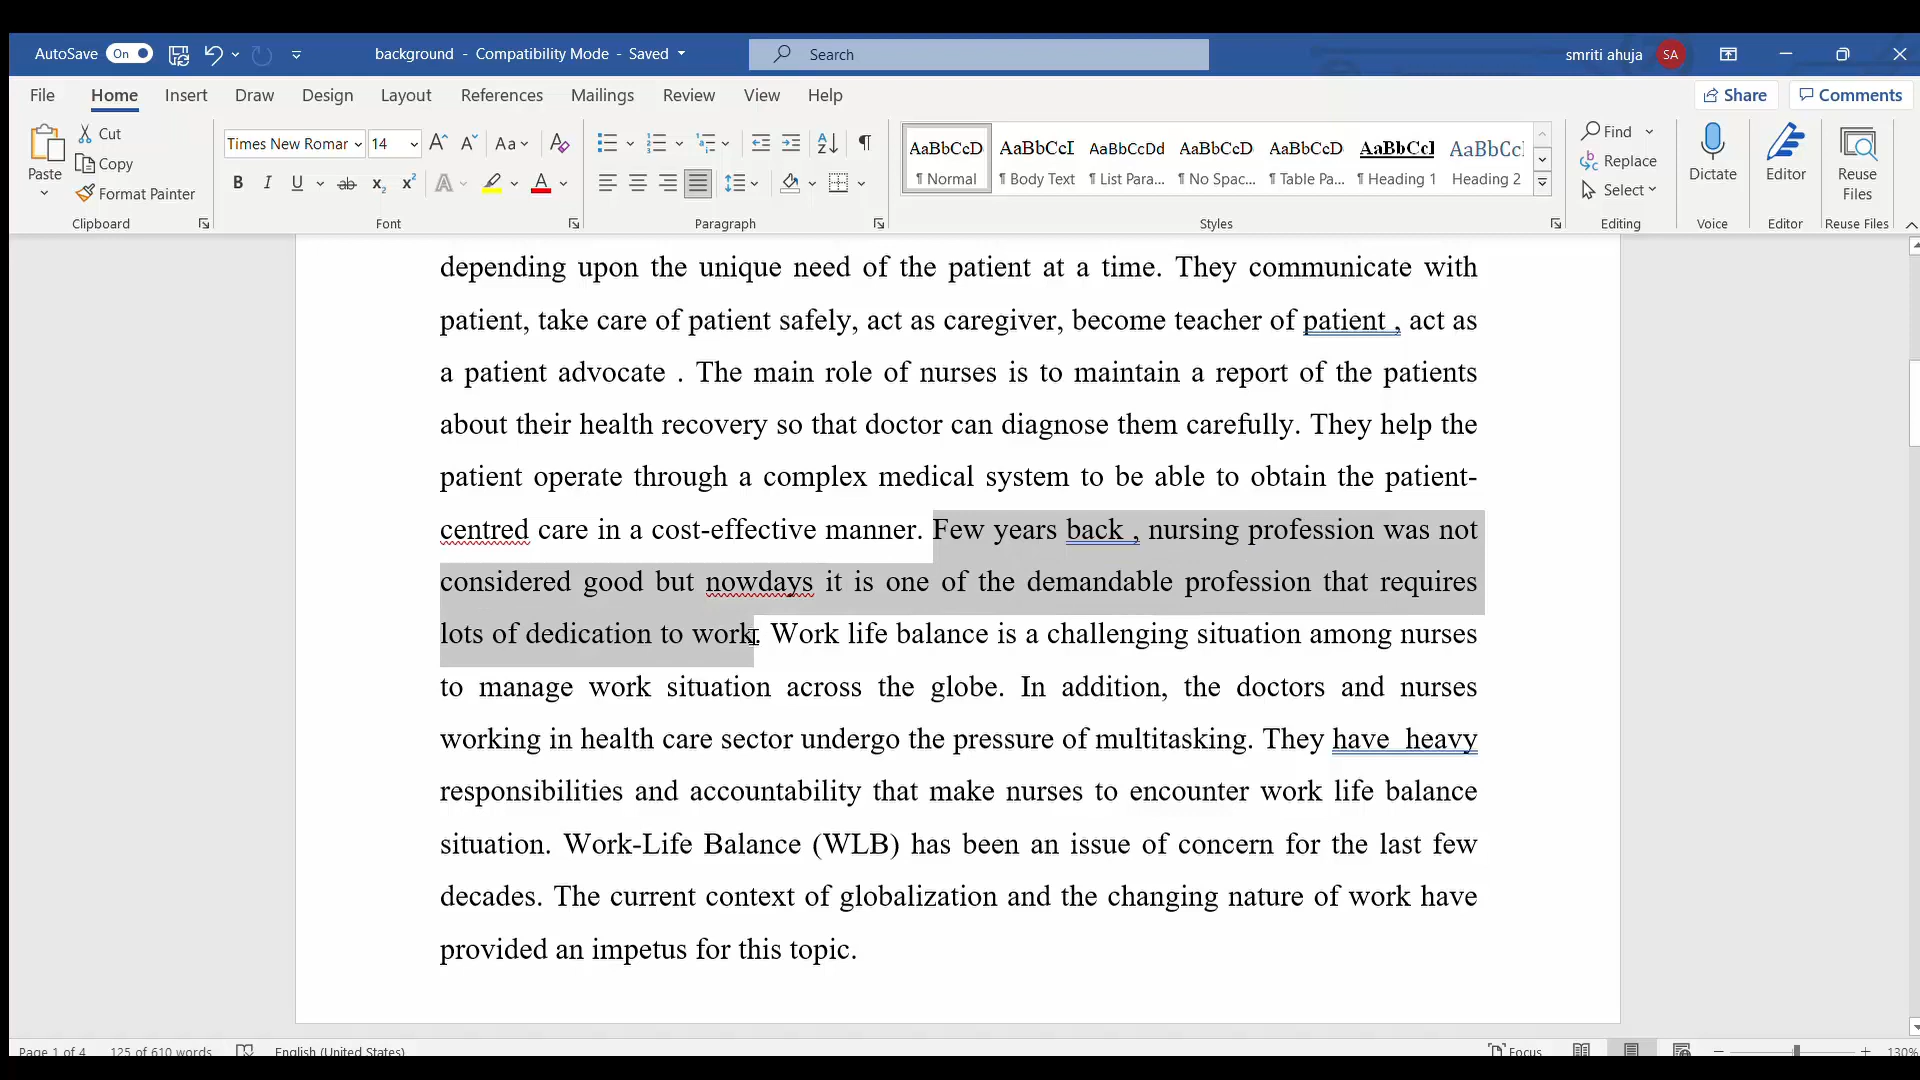 AutoSave On background - Compatibility Mode - Saved Search smriti ahuja SA
File Home Insert Draw Design Layout References Mailings Review View Help Share Comments
Paste Cut Copy Format Painter Clipboard
Times New Romar 14 Aa Font
Paragraph
AaBbCcD AaBbCcI AaBbCcDd AaBbCcD AaBbCcD AaBbCcI AaBbCc
¶ Normal ¶ Body Text ¶ List Para... ¶ No Spac... ¶ Table Pa... ¶ Heading 1 Heading 2
Styles
Find Replace Select Editing
Dictate Voice
Editor Editor
Reuse Files Reuse Files
depending upon the unique need of the patient at a time. They communicate with
patient, take care of patient safely, act as caregiver, become teacher of patient , act as
a patient advocate . The main role of nurses is to maintain a report of the patients
about their health recovery so that doctor can diagnose them carefully. They help the
patient operate through a complex medical system to be able to obtain the patient-
centred care in a cost-effective manner. Few years back , nursing profession was not
considered good but nowdays it is one of the demandable profession that requires
lots of dedication to work. Work life balance is a challenging situation among nurses
to manage work situation across the globe. In addition, the doctors and nurses
working in health care sector undergo the pressure of multitasking. They have  heavy
responsibilities and accountability that make nurses to encounter work life balance
situation. Work-Life Balance (WLB) has been an issue of concern for the last few
decades. The current context of globalization and the changing nature of work have
provided an impetus for this topic.
Page 1 of 4 125 of 610 words English (United States) Focus 130%